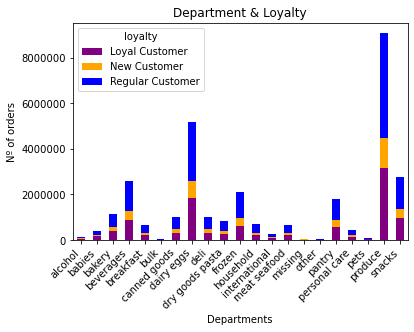 Department & Loyalty
loyalty
Loyal Customer
New Customer
Regular Customer
8000000
6000000
4000000
2000000
0
Nº of orders
alcohol
babies
bakery
beverages
breakfast
bulk
canned goods
dairy eggs
deli
dry goods pasta
frozen
household
International
meat seafood
missing
other
pantry
personal care
pets
produce
snacks
Departments